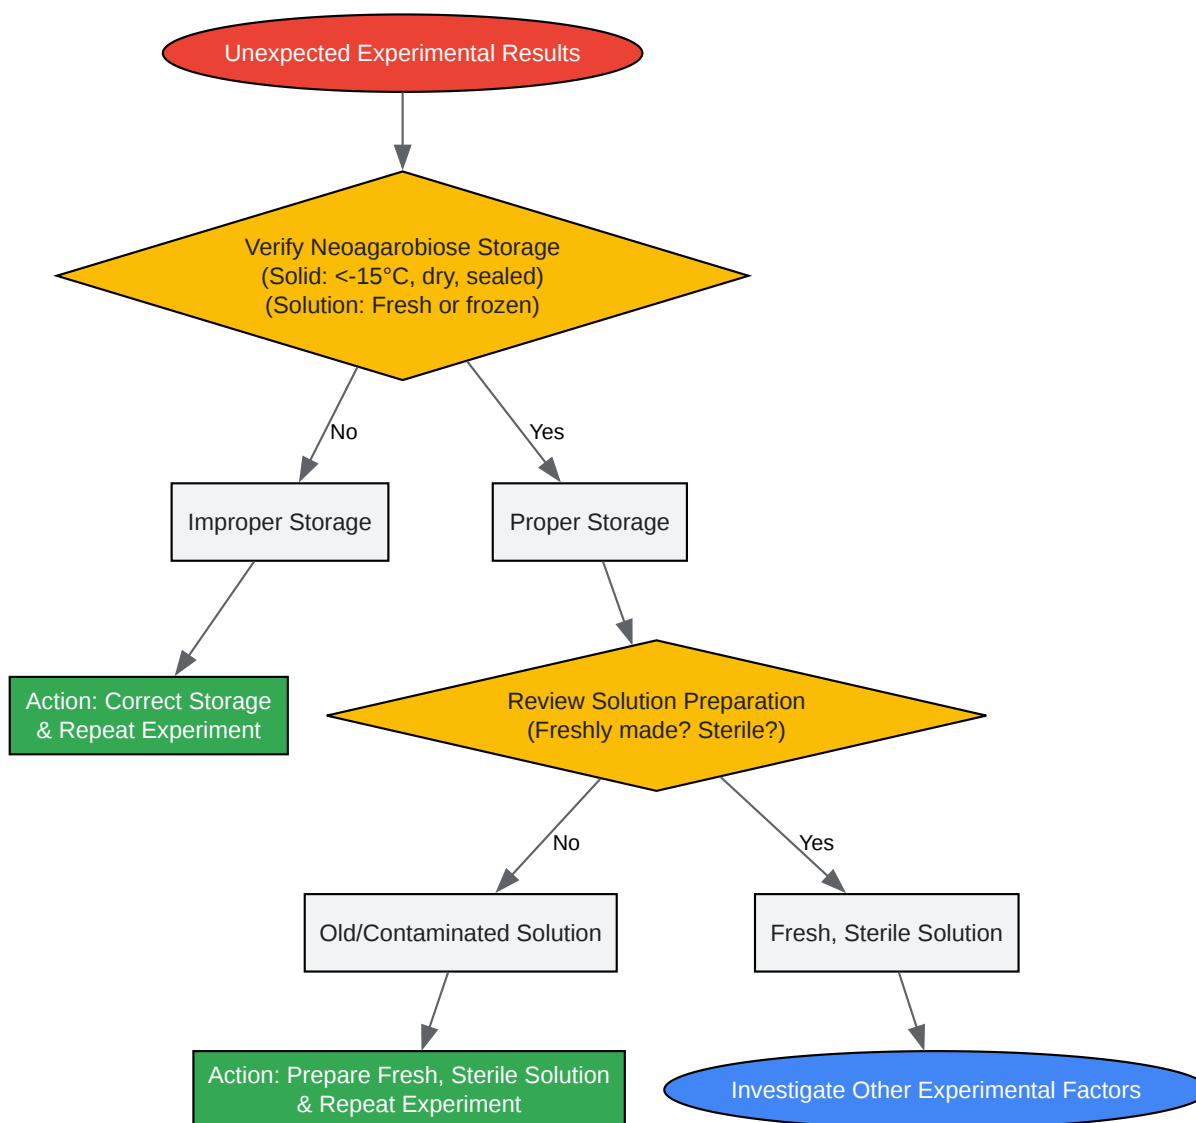 Unexpected Experimental Results
Verify Neoagarobiose Storage
(Solid: <-15°C, dry, sealed)
(Solution: Fresh or frozen)
No
Yes
Improper Storage
Proper Storage
Action: Correct Storage
& Repeat Experiment
Review Solution Preparation
(Freshly made? Sterile?)
No
Yes
Old/Contaminated Solution
Fresh, Sterile Solution
Action: Prepare Fresh, Sterile Solution
& Repeat Experiment
Investigate Other Experimental Factors